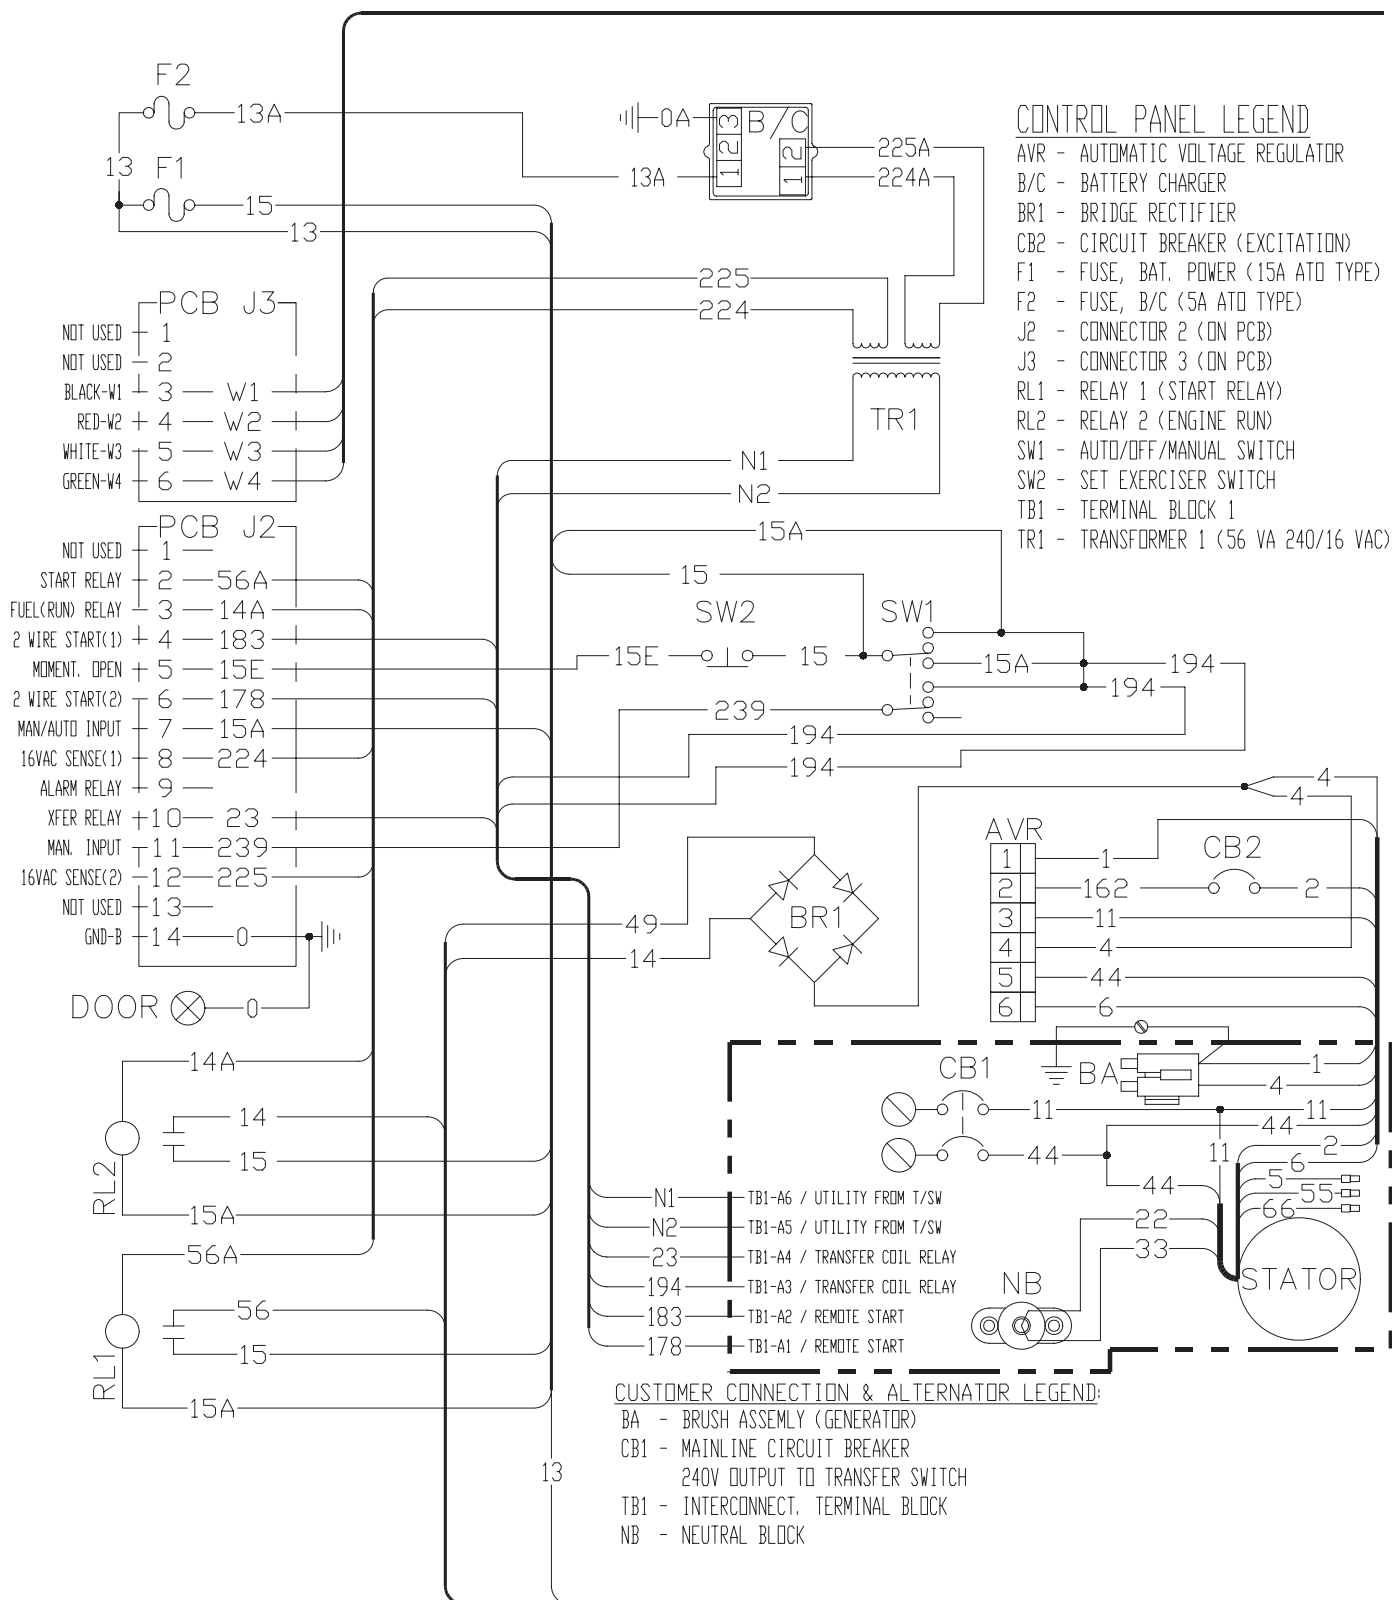 F2
13A
13
F1
15
13
0A
3
B/C
2
2
1
1
13A
225A
224A
CONTROL PANEL LEGEND
AVR - AUTOMATIC VOLTAGE REGULATOR
B/C - BATTERY CHARGER
BR1 - BRIDGE RECTIFIER
CB2 - CIRCUIT BREAKER (EXCITATION)
F1 - FUSE, BAT. POWER (15A ATO TYPE)
F2 - FUSE, B/C (5A ATO TYPE)
J2 - CONNECTOR 2 (ON PCB)
J3 - CONNECTOR 3 (ON PCB)
RL1 - RELAY 1 (START RELAY)
RL2 - RELAY 2 (ENGINE RUN)
SW1 - AUTO/OFF/MANUAL SWITCH
SW2 - SET EXERCISER SWITCH
TB1 - TERMINAL BLOCK 1
TR1 - TRANSFORMER 1 (56 VA 240/16 VAC)
225
224
TR1
N1
N2
PCB J3
NOT USED 1
NOT USED 2
BLACK-W1 3 W1
RED-W2 4 W2
WHITE-W3 5 W3
GREEN-W4 6 W4
PCB J2
NOT USED 1
START RELAY 2 56A
FUEL(RUN) RELAY 3 14A
2 WIRE START(1) 4 183
MOMENT. OPEN 5 15E
2 WIRE START(2) 6 178
MAN/AUTO INPUT 7 15A
16VAC SENSE(1) 8 224
ALARM RELAY 9
XFER RELAY 10 23
MAN. INPUT 11 239
16VAC SENSE(2) 12 225
NOT USED 13
GND-B 14 0
DOOR 0
15A
15
SW2
SW1
15E
15
15A
194
194
239
194
194
4
4
AVR
1 1
2 162
3 11
4 4
5 44
6 6
CB2
2
49
14
BR1
14A
14
15
RL2
15A
56A
56
15
RL1
15A
13
CB1
BA
1
4
11
11
44
44
11
2
6
5
55
66
44
22
33
STATOR
NB
N1 TB1-A6 / UTILITY FROM T/SW
N2 TB1-A5 / UTILITY FROM T/SW
23 TB1-A4 / TRANSFER COIL RELAY
194 TB1-A3 / TRANSFER COIL RELAY
183 TB1-A2 / REMOTE START
178 TB1-A1 / REMOTE START
CUSTOMER CONNECTION & ALTERNATOR LEGEND:
BA - BRUSH ASSEMLY (GENERATOR)
CB1 - MAINLINE CIRCUIT BREAKER
240V OUTPUT TO TRANSFER SWITCH
TB1 - INTERCONNECT. TERMINAL BLOCK
NB - NEUTRAL BLOCK